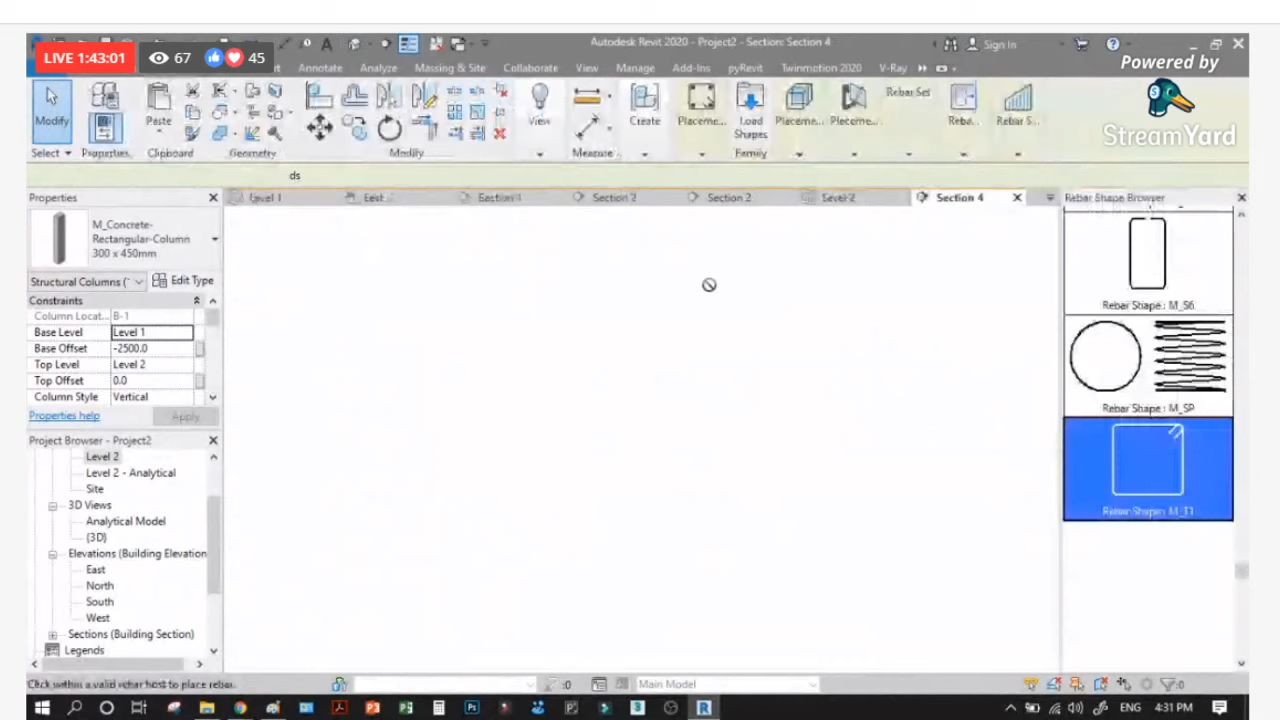 LIVE 1:43:01 67 45
Autodesk Revit 2020 - Project2 - Section: Section 4
Sign In
Powered by
StreamYard
Annotate Analyze Massing & Site Collaborate View Manage Add-Ins pyRevit Twinmotion 2020 V-Ray
Modify
Paste
View
Create
Placeme...
Load
Shapes
Placeme...
Rebar Set
Reba...
Rebar S...
Select Properties Clipboard Geometry Modify Measure Family
ds
Properties
Level 1
Section 2
Section 2
Section 4
Rebar Shape Browser
M_Concrete-
Rectangular-Column
300 x 450mm
Structural Columns ( Edit Type
Constraints
Column Locat... B-1
Base Level Level 1
Base Offset -2500.0
Top Level Level 2
Top Offset 0.0
Column Style Vertical
Properties help Apply
Project Browser - Project2
Level 2
Level 2 - Analytical
Site
3D Views
Analytical Model
{3D}
Elevations (Building Elevation
East
North
South
West
Sections (Building Section)
Legends
Rebar Shape : M_S6
Rebar Shape : M_SP
Rebar Shape : M_T1
Click within a valid rebar host to place rebar.
:0
Main Model
:0
ENG 4:31 PM